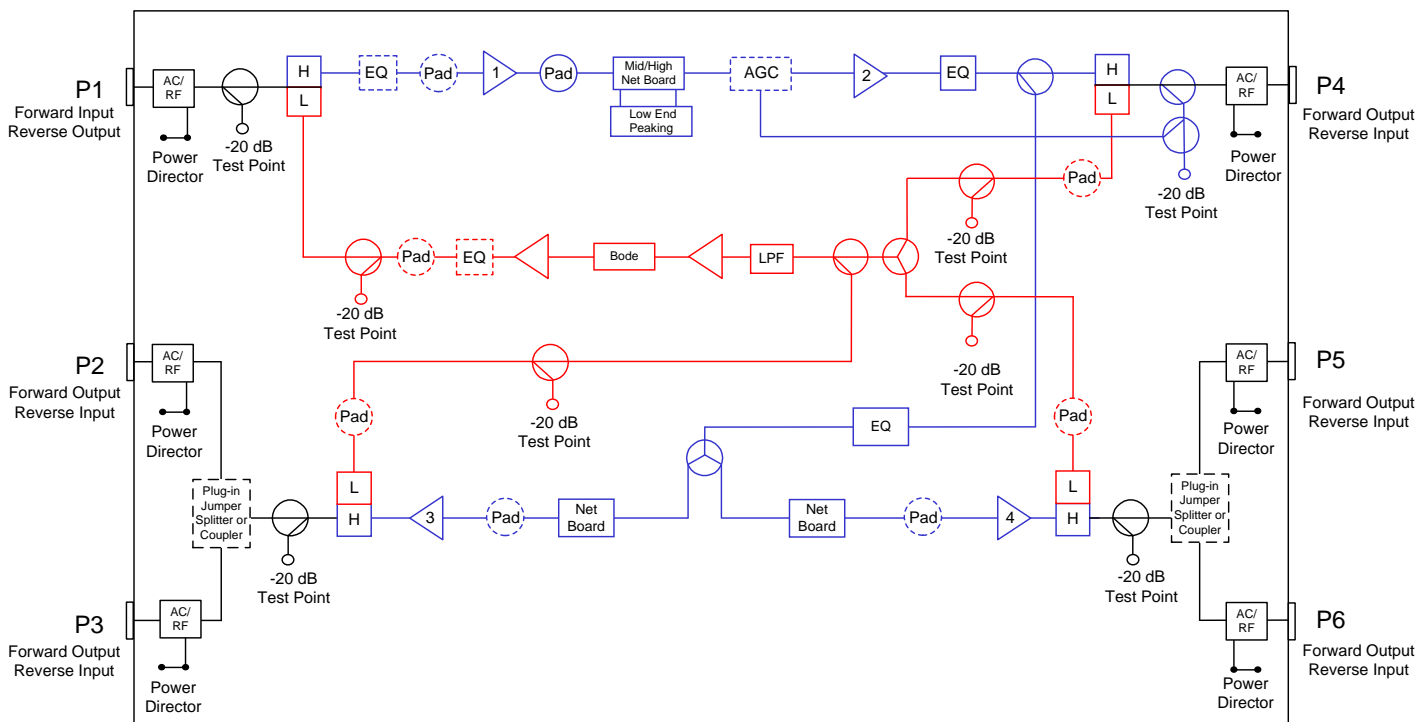 P1
Forward Input
Reverse Output
AC/
RF
Power
Director
-20 dB
Test Point
H
L
EQ
Pad
1
Pad
Mid/High
Net Board
Low End
Peaking
AGC
2
EQ
H
L
AC/
RF
P4
Forward Output
Reverse Input
Power
Director
-20 dB
Test Point
Pad
-20 dB
Test Point
-20 dB
Test Point
Pad
EQ
Bode
LPF
-20 dB
Test Point
P2
Forward Output
Reverse Input
AC/
RF
Power
Director
Pad
-20 dB
Test Point
EQ
Pad
AC/
RF
P5
Forward Output
Reverse Input
Power
Director
Plug-in
Jumper
Splitter or
Coupler
-20 dB
Test Point
L
H
3
Pad
Net
Board
Net
Board
Pad
4
L
H
-20 dB
Test Point
Plug-in
Jumper
Splitter or
Coupler
P3
Forward Output
Reverse Input
AC/
RF
Power
Director
AC/
RF
P6
Forward Output
Reverse Input
Power
Director